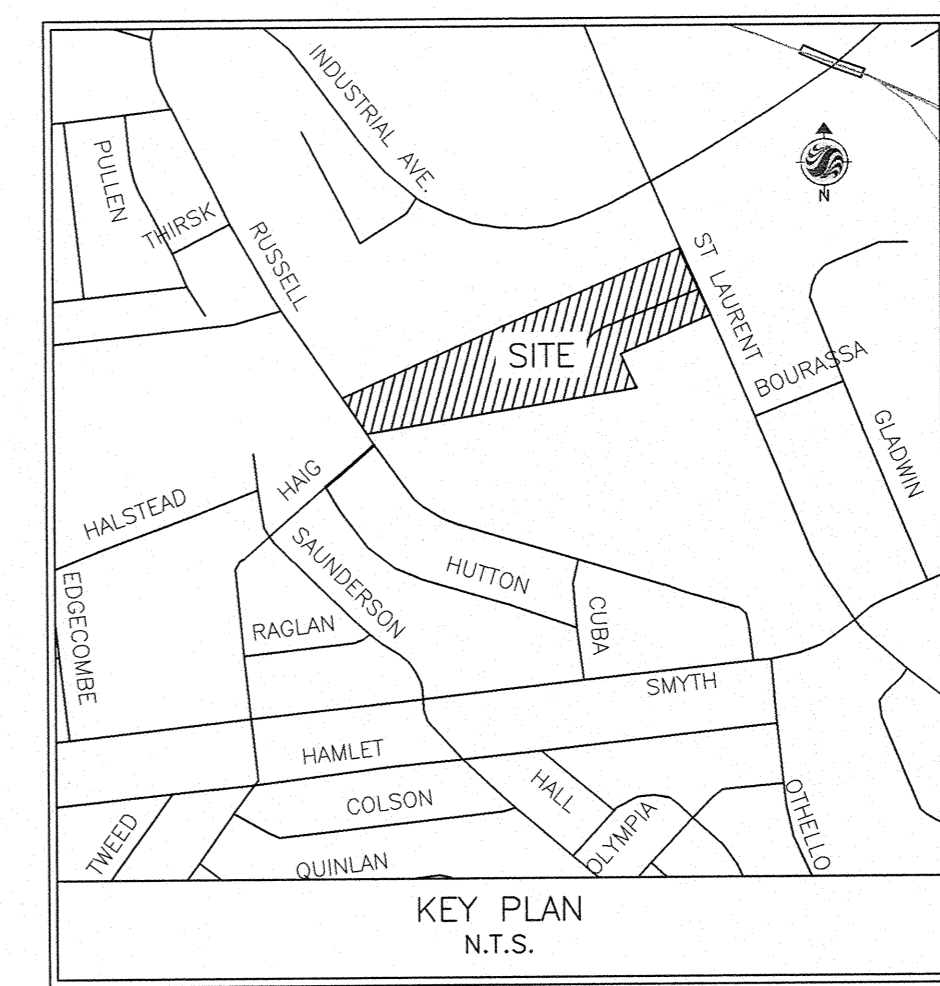 INDUSTRIAL AVE.
PULLEN
THIRSK
RUSSELL
N
ST LAURENT
SITE
BOURASSA
GLADWIN
HAIG
HALSTEAD
SAUNDERSON
HUTTON
EDGECOMBE
RAGLAN
CUBA
SMYTH
HAMLET
HALL
COLSON
OTHELLO
OLYMPIA
TWEED
QUINLAN
KEY PLAN
N.T.S.